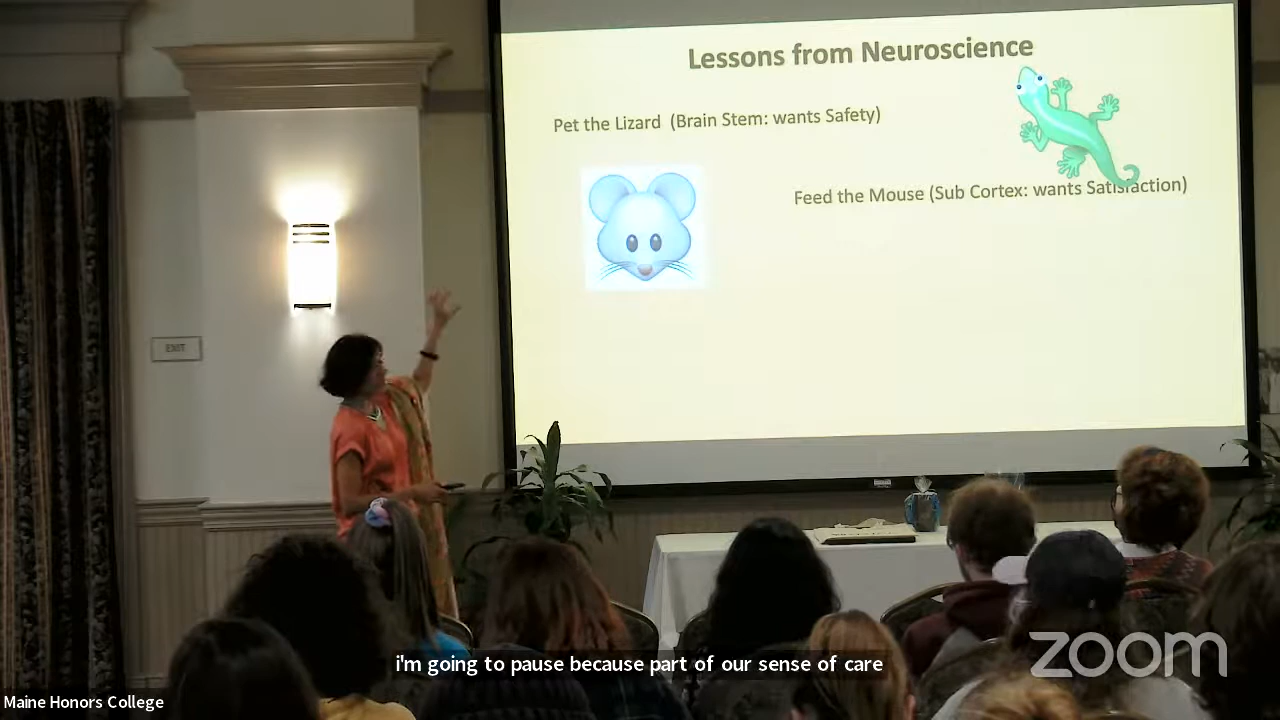 Lessons from Neuroscience
Pet the Lizard (Brain Stem: wants Safety)
Feed the Mouse (Sub Cortex: wants Satisfaction)
EXIT
i'm going to pause because part of our sense of care
zoom
Maine Honors College